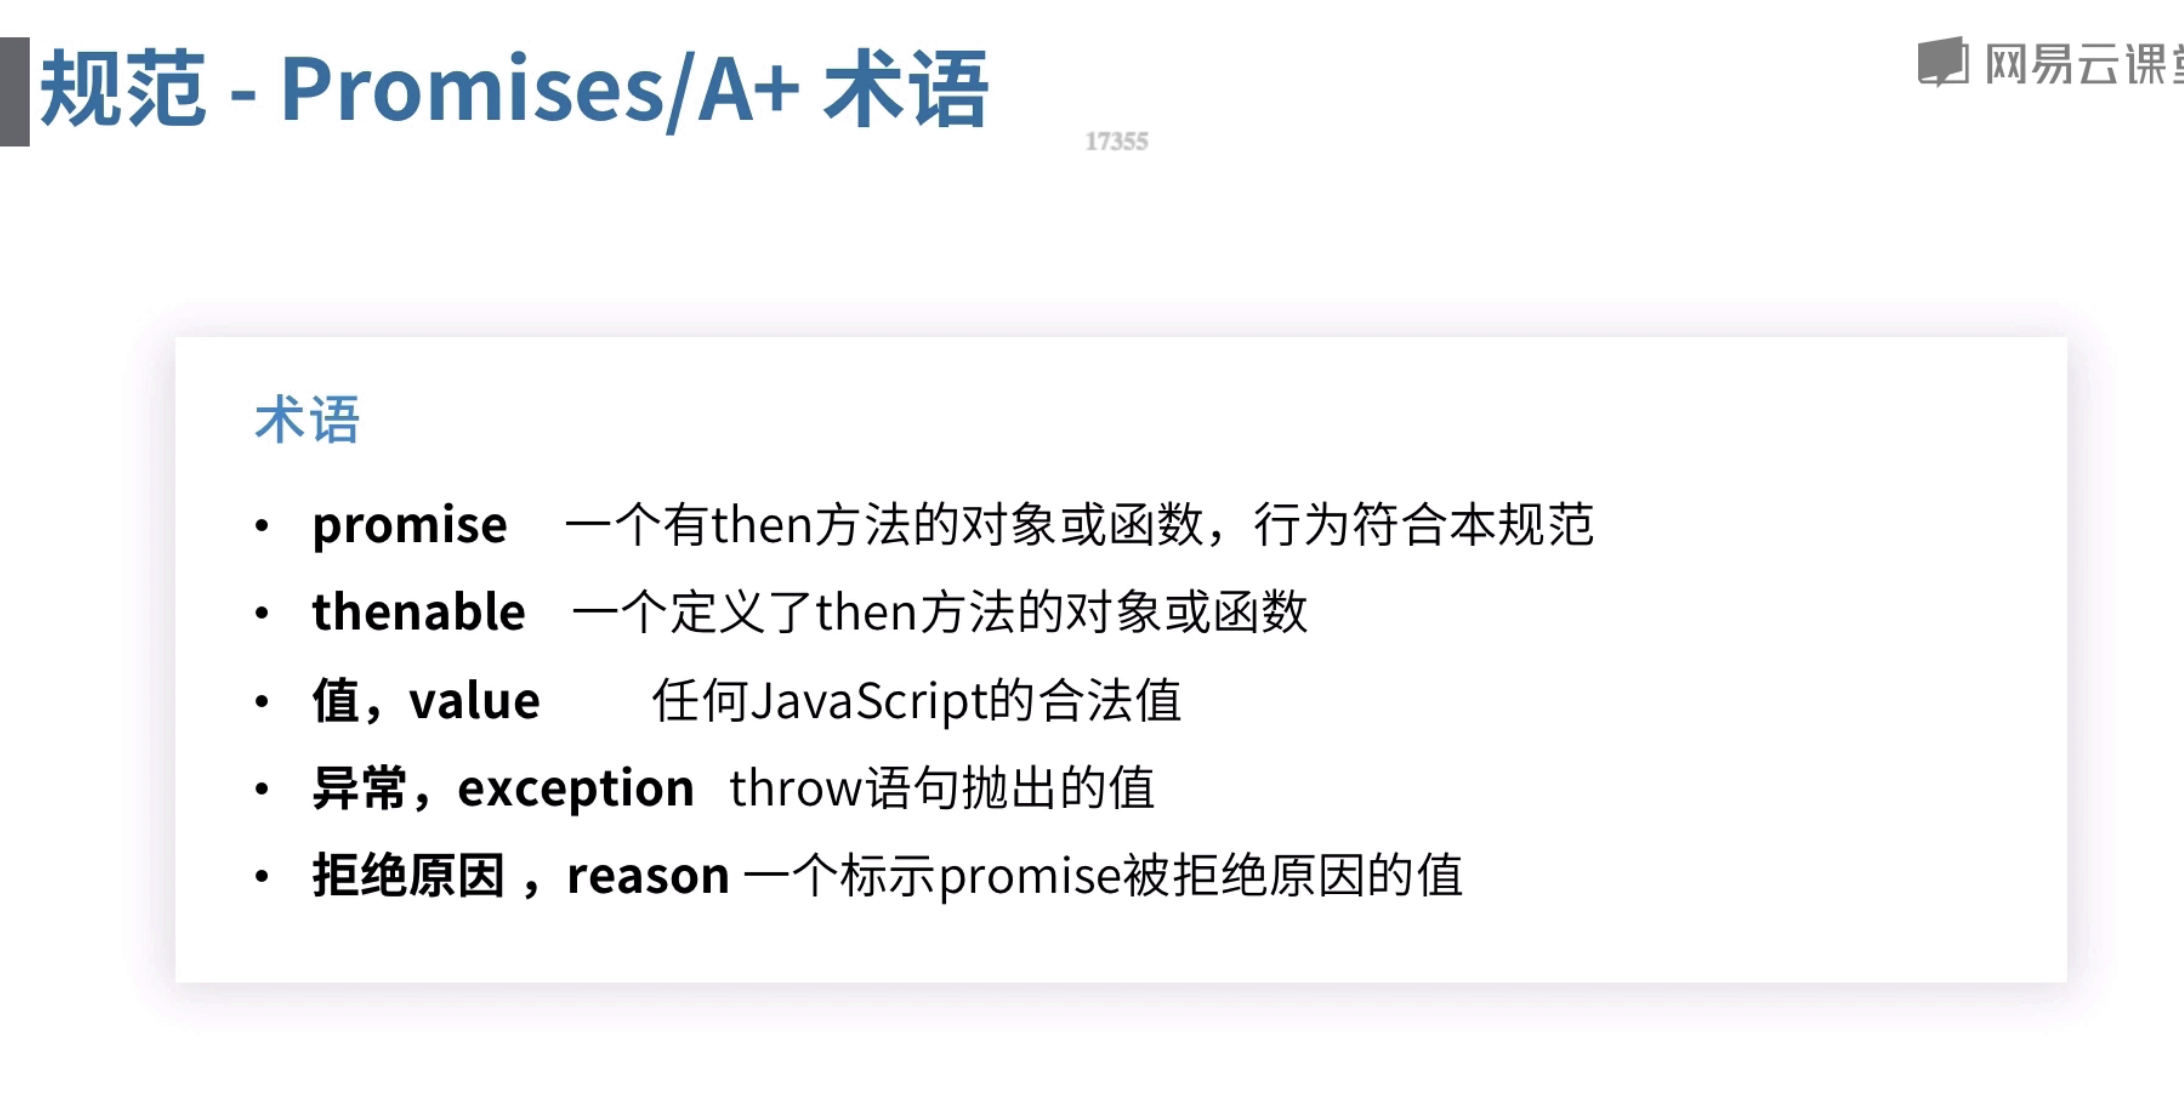 规范 - Promises/A+ 术语
网易云课堂
17355
术语
• promise 一个有then方法的对象或函数，行为符合本规范
• thenable 一个定义了then方法的对象或函数
• 值，value 任何JavaScript的合法值
• 异常，exception throw语句抛出的值
• 拒绝原因 ，reason 一个标示promise被拒绝原因的值